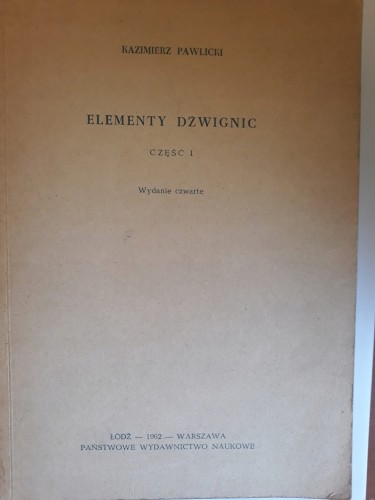 KAZIMIERZ PAWLICKI
ELEMENTY DŹWIGNIC
CZĘŚĆ I
Wydanie czwarte
ŁÓDŹ — 1962 — WARSZAWA
PAŃSTWOWE WYDAWNICTWO NAUKOWE